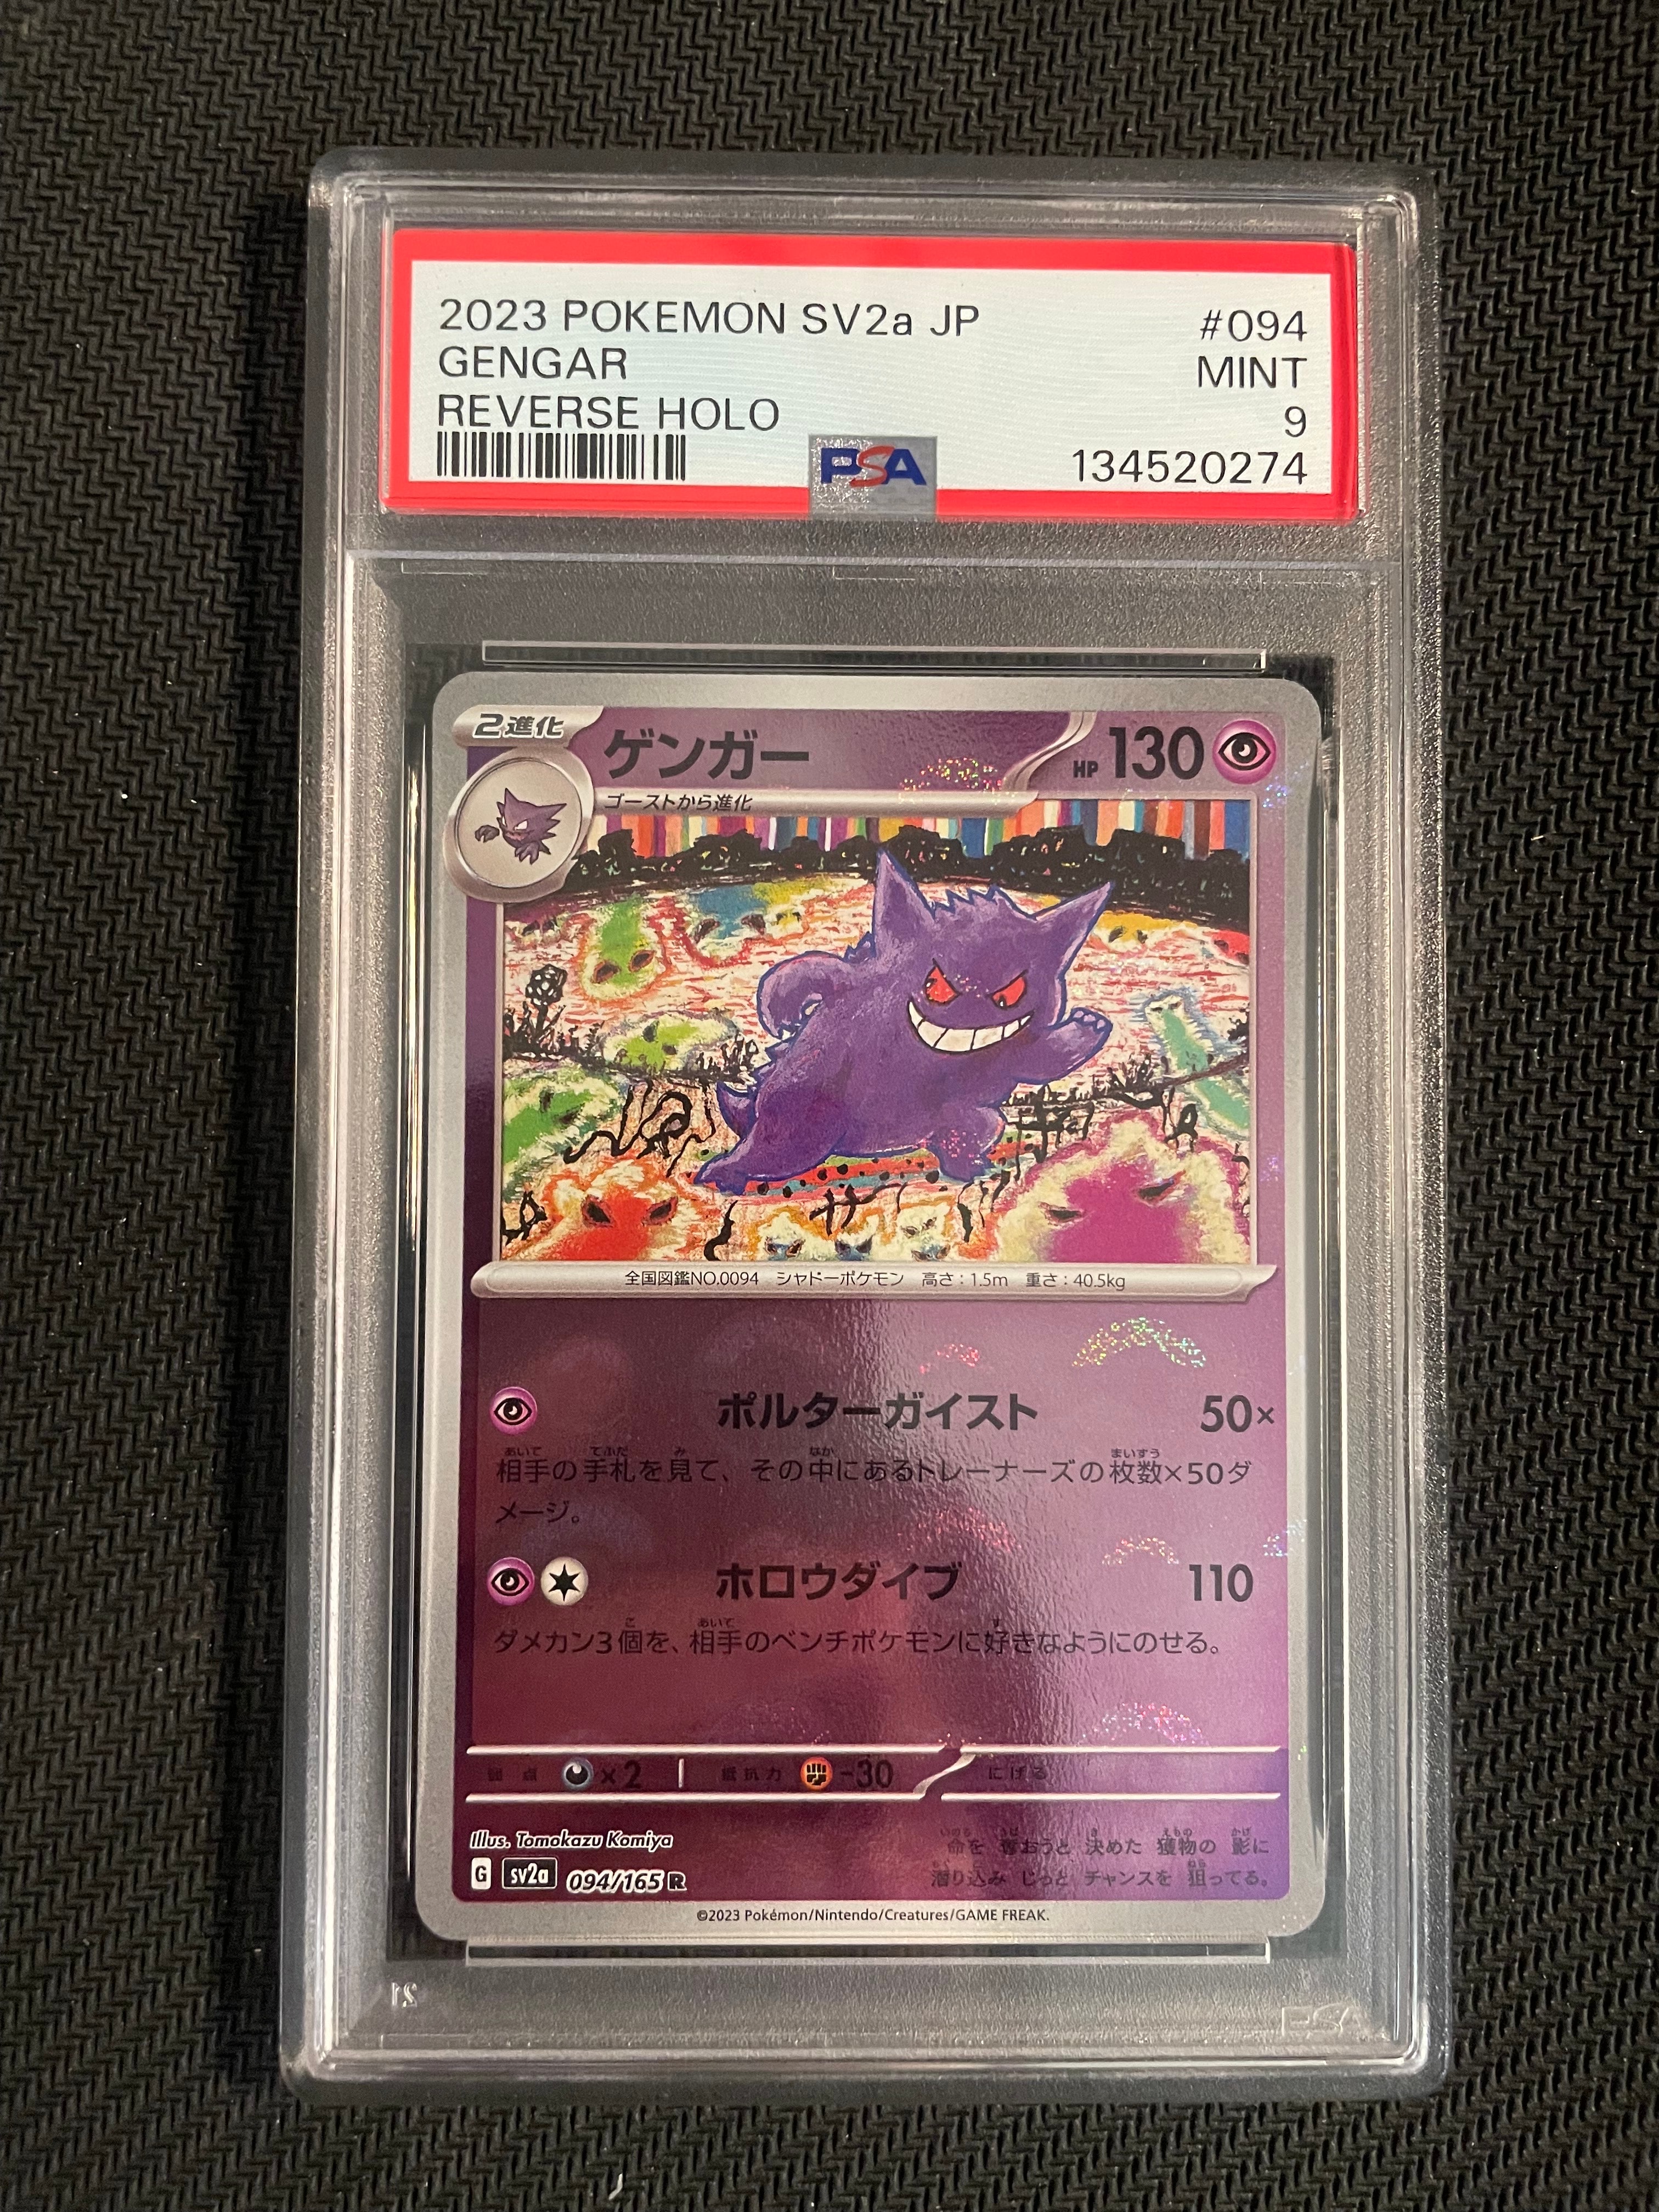 2023 POKEMON SV2a JP #094
GENGAR MINT
REVERSE HOLO 9
PSA 134520274
2進化 ゲンガー HP 130
ゴーストから進化
全国図鑑NO.0094 シャドーポケモン 高さ:1.5m 重さ:40.5kg
ポルターガイスト 50×
相手の手札を見て、その中にあるトレーナーズの枚数×50ダ
メージ。
ホロウダイブ 110
ダメカン3個を、相手のベンチポケモンに好きなようにのせる。
弱点 ×2 抵抗力 -30 にげる
Illus. Tomokazu Komiya
命を 奪おうと 決めた 獲物の 影に
潜り込み じっと チャンスを 狙ってる。
G sv2a 094/165 R
©2023 Pokémon/Nintendo/Creatures/GAME FREAK.